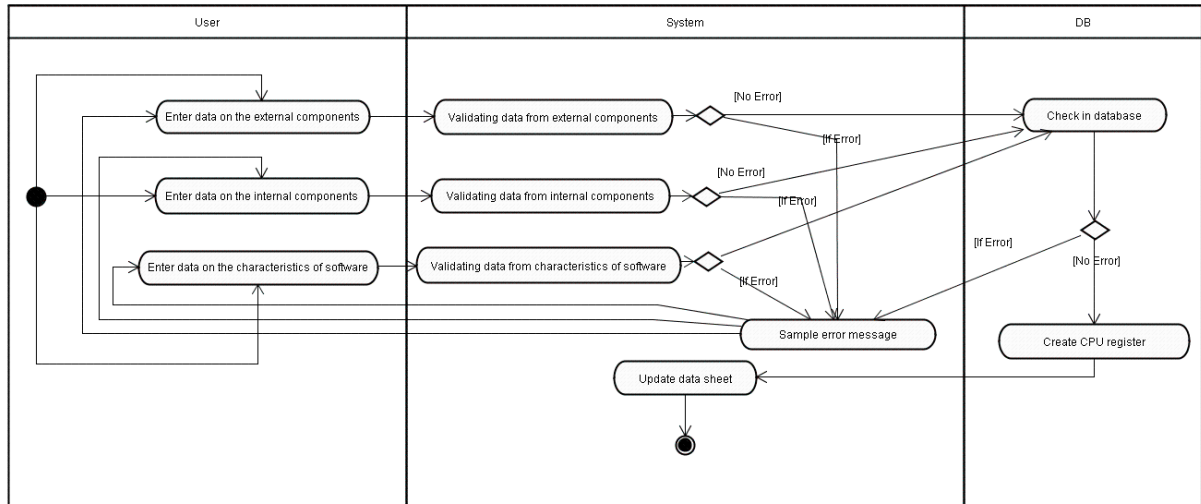 User
System
DB
[No Error]
Enter data on the external components
Validating data from external components
Check in database
[If Error]
[No Error]
Enter data on the internal components
Validating data from internal components
[If Error]
[If Error]
[No Error]
Enter data on the characteristics of software
Validating data from characteristics of software
[If Error]
Sample error message
Create CPU register
Update data sheet